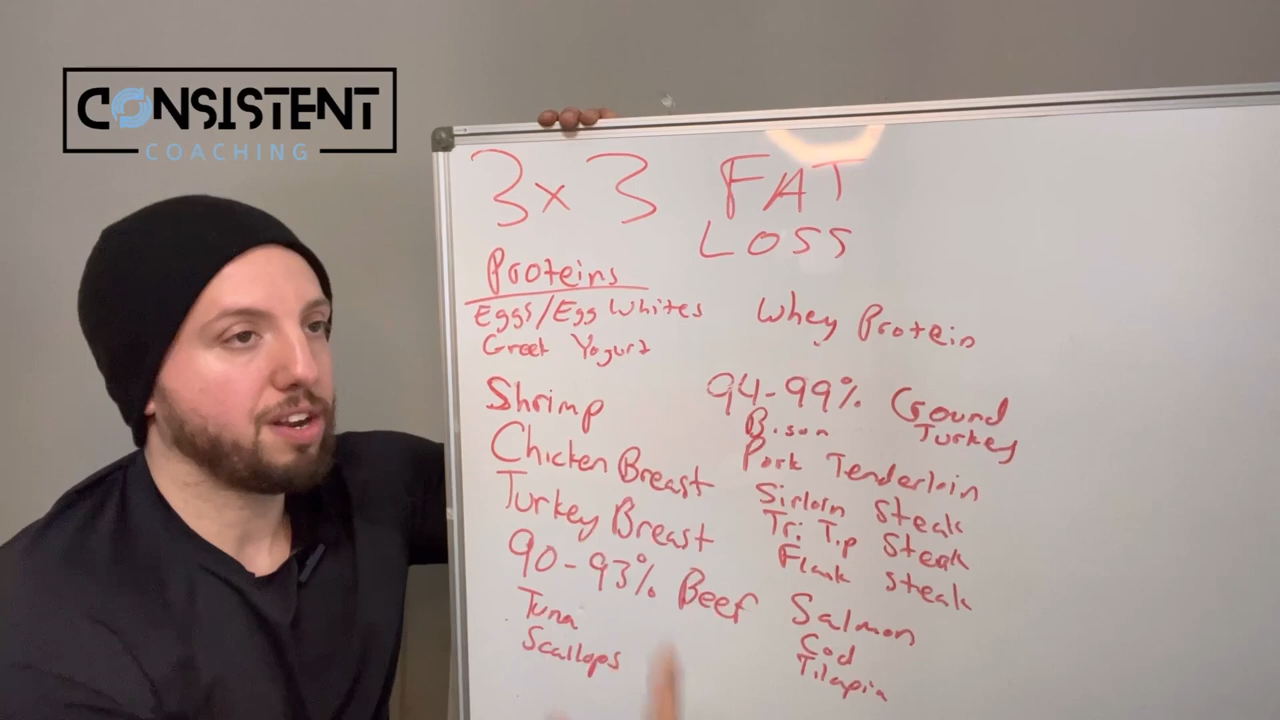 CONSISTENT
COACHING
3x3 FAT
LOSS
Proteins
Eggs/Egg Whites
Greek Yogurt
Shrimp
Chicken Breast
Turkey Breast
90-93% Beef
Tuna
Scallops
Whey Protein
94-99% Ground
Turkey
Bison
Pork Tenderloin
Sirloin Steak
Tri Tip Steak
Flank Steak
Salmon
Cod
Tilapia